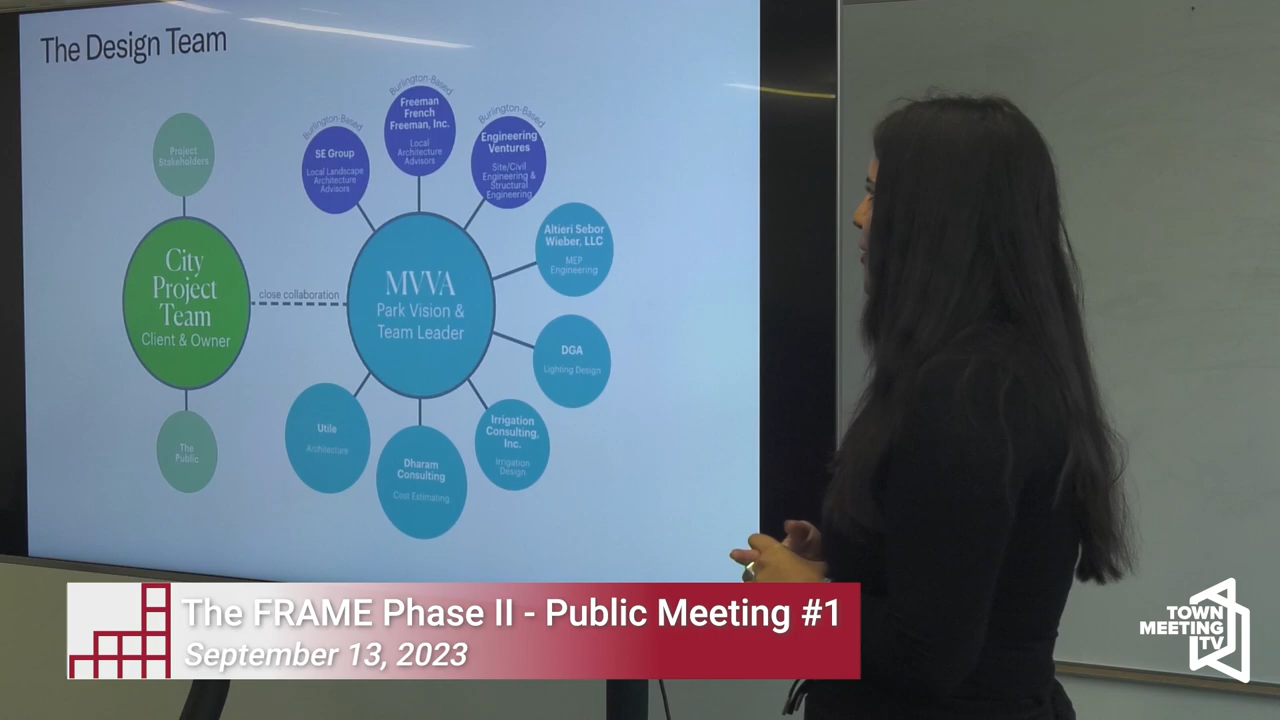 The Design Team
Project
Stakeholders
City
Project
Team
Client & Owner
The
Public
close collaboration
MVVA
Park Vision &
Team Leader
Burlington-Based
SE Group
Local Landscape
Architecture
Advisors
Burlington-Based
Freeman
French
Freeman, Inc.
Local
Architecture
Advisors
Burlington-Based
Engineering
Ventures
Site/Civil
Engineering &
Structural
Engineering
Altieri Sebor
Wieber, LLC
MEP
Engineering
DGA
Lighting Design
Irrigation
Consulting,
Inc.
Irrigation
Design
Dharam
Consulting
Cost Estimating
Utile
Architecture
The FRAME Phase II - Public Meeting #1
September 13, 2023
TOWN
MEETING
TV